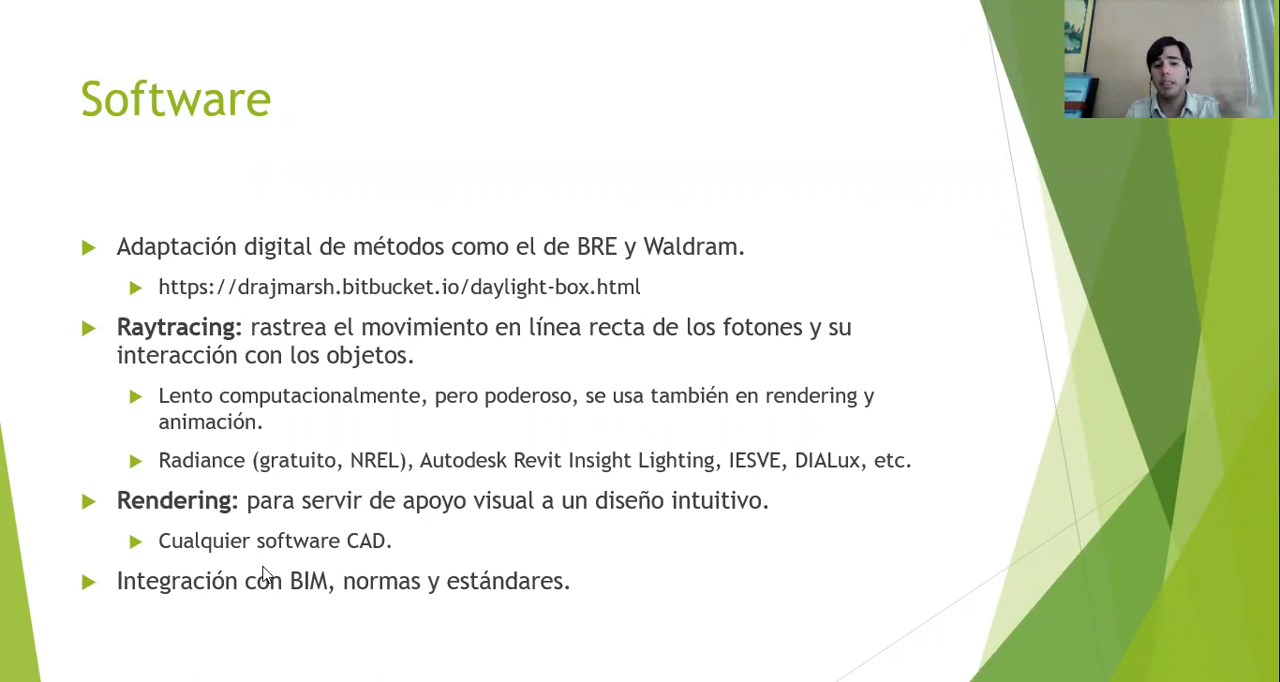 Software
Adaptación digital de métodos como el de BRE y Waldram.
https://drajmarsh.bitbucket.io/daylight-box.html
Raytracing: rastrea el movimiento en línea recta de los fotones y su
interacción con los objetos.
Lento computacionalmente, pero poderoso, se usa también en rendering y
animación.
Radiance (gratuito, NREL), Autodesk Revit Insight Lighting, IESVE, DIALux, etc.
Rendering: para servir de apoyo visual a un diseño intuitivo.
Cualquier software CAD.
Integración con BIM, normas y estándares.